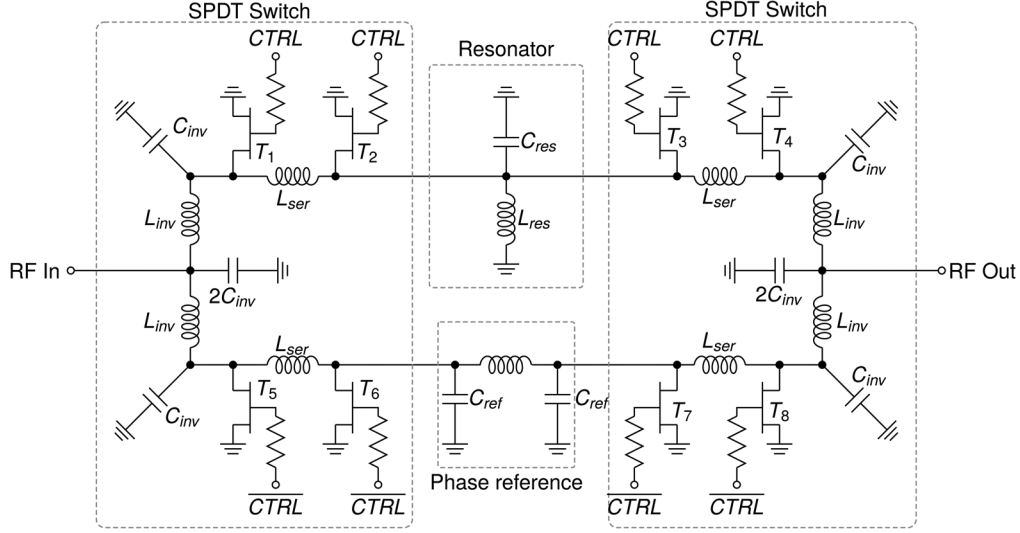 SPDT Switch
SPDT Switch
CTRL
CTRL
Resonator
CTRL
CTRL
Cinv
T1
T2
Cres
T3
T4
Cinv
Lser
Lser
Linv
Lres
Linv
RF In
RF Out
2Cinv
2Cinv
Linv
Linv
Lser
Lser
Cinv
T5
T6
Cref
Cref
T7
T8
Cinv
Phase reference
CTRL
CTRL
CTRL
CTRL